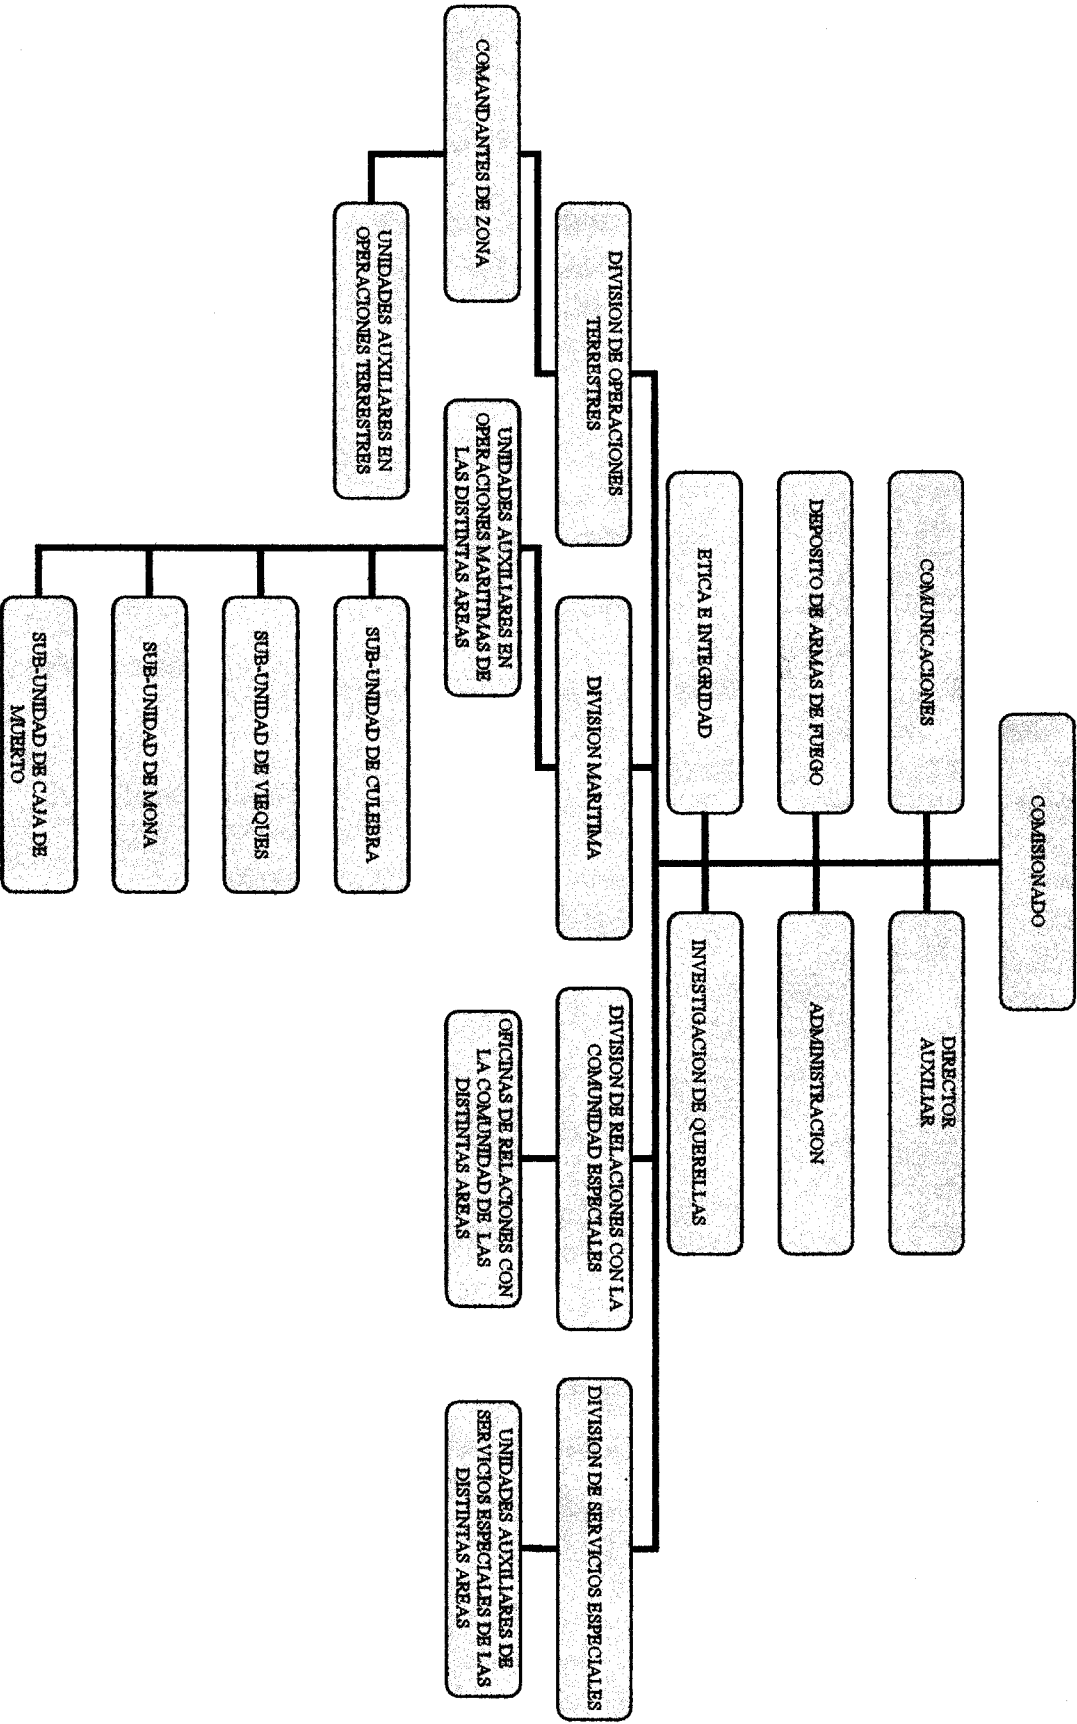 COMISIONADO
COMUNICACIONES
DIRECTOR
AUXILIAR
DEPOSITO DE ARMAS DE FUEGO
ADMINISTRACION
ETICA E INTEGRIDAD
INVESTIGACION DE QUERELLAS
DIVISION DE OPERACIONES
TERRESTRES
DIVISION MARITIMA
DIVISION DE RELACIONES CON LA
COMUNIDAD ESPECIALES
DIVISION DE SERVICIOS ESPECIALES
COMANDANTES DE ZONA
UNIDADES AUXILIARES EN
OPERACIONES MARITIMAS DE
LAS DISTINTAS AREAS
OFICINAS DE RELACIONES CON
LA COMUNIDAD DE LAS
DISTINTAS AREAS
UNIDADES AUXILIARES DE
SERVICIOS ESPECIALES DE LAS
DISTINTAS AREAS
UNIDADES AUXILIARES EN
OPERACIONES TERRESTRES
SUB-UNIDAD DE CULEBRA
SUB-UNIDAD DE VIEQUES
SUB-UNIDAD DE MONA
SUB-UNIDAD DE CAJA DE
MUERTO